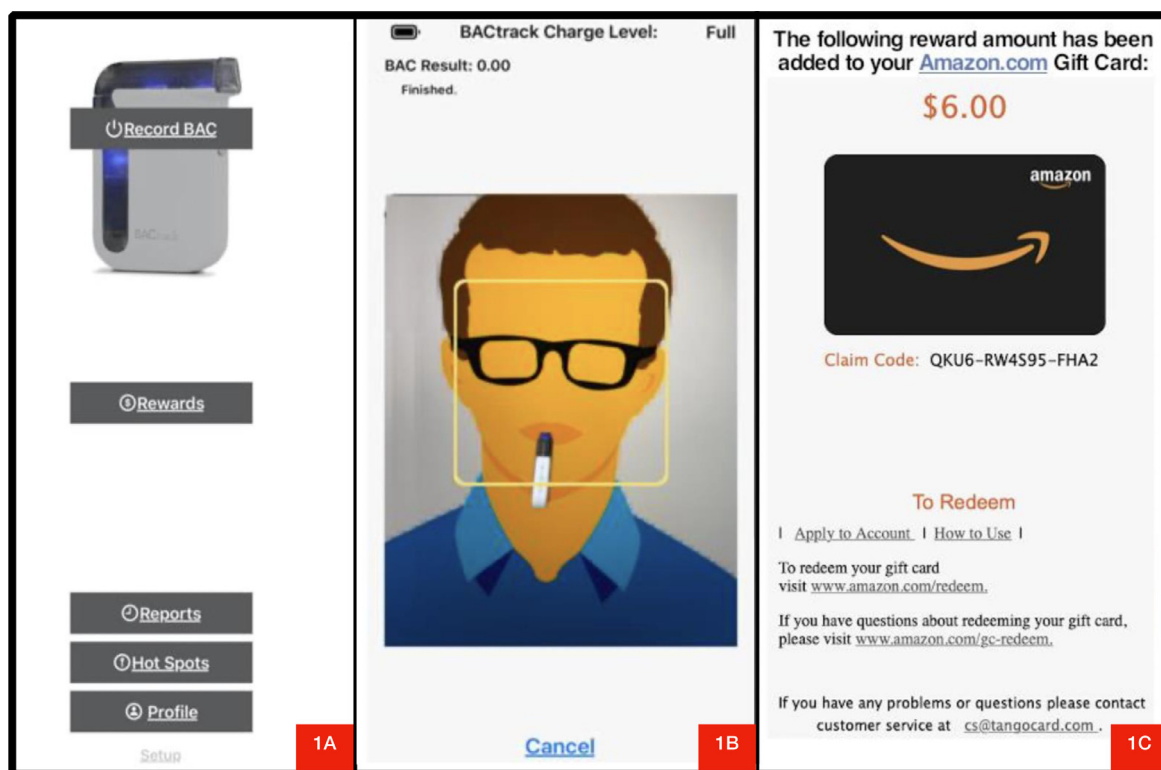 Record BAC
BACtrack
Rewards
Reports
Hot Spots
Profile
Setup
1A
BACtrack Charge Level: Full
BAC Result: 0.00
Finished.
Cancel
1B
The following reward amount has been
added to your Amazon.com Gift Card:
$6.00
amazon
Claim Code: QKU6-RW4S95-FHA2
To Redeem
| Apply to Account | How to Use |
To redeem your gift card
visit www.amazon.com/redeem.
If you have questions about redeeming your gift card,
please visit www.amazon.com/gc-redeem.
If you have any problems or questions please contact
customer service at cs@tangocard.com .
1C